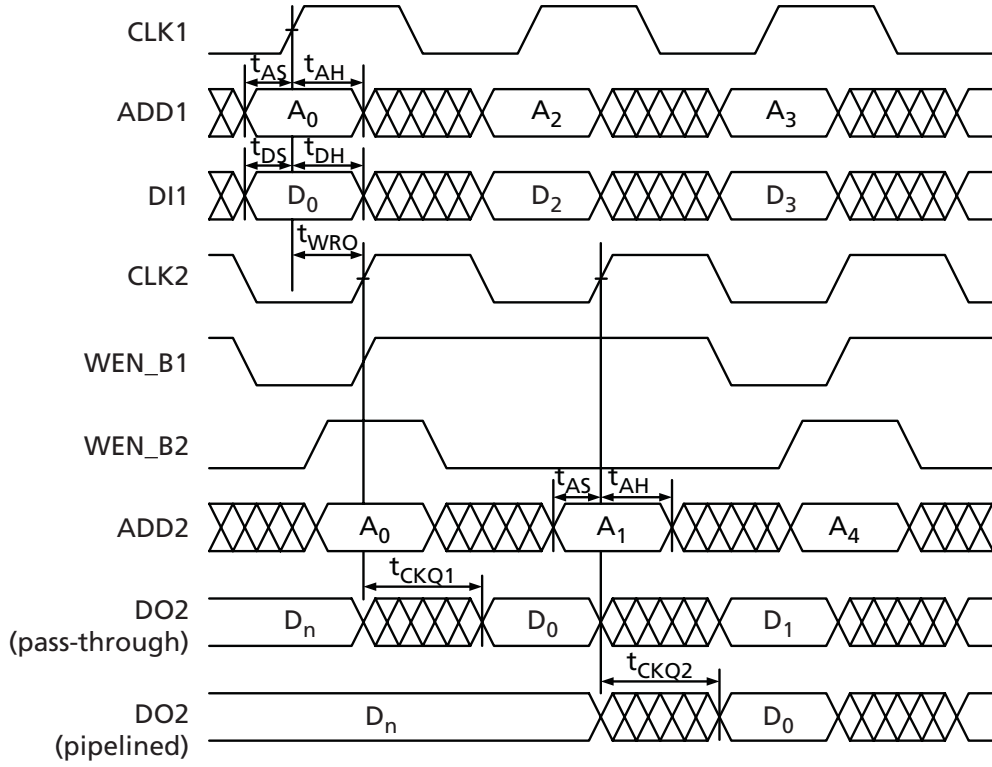 CLK1
tAS tAH
ADD1 A0 A2 A3
tDS tDH
DI1 D0 D2 D3
tWRO
CLK2
WEN_B1
WEN_B2
tAS tAH
ADD2 A0 A1 A4
tCKQ1
DO2 Dn D0 D1
(pass-through)
tCKQ2
DO2 Dn D0
(pipelined)